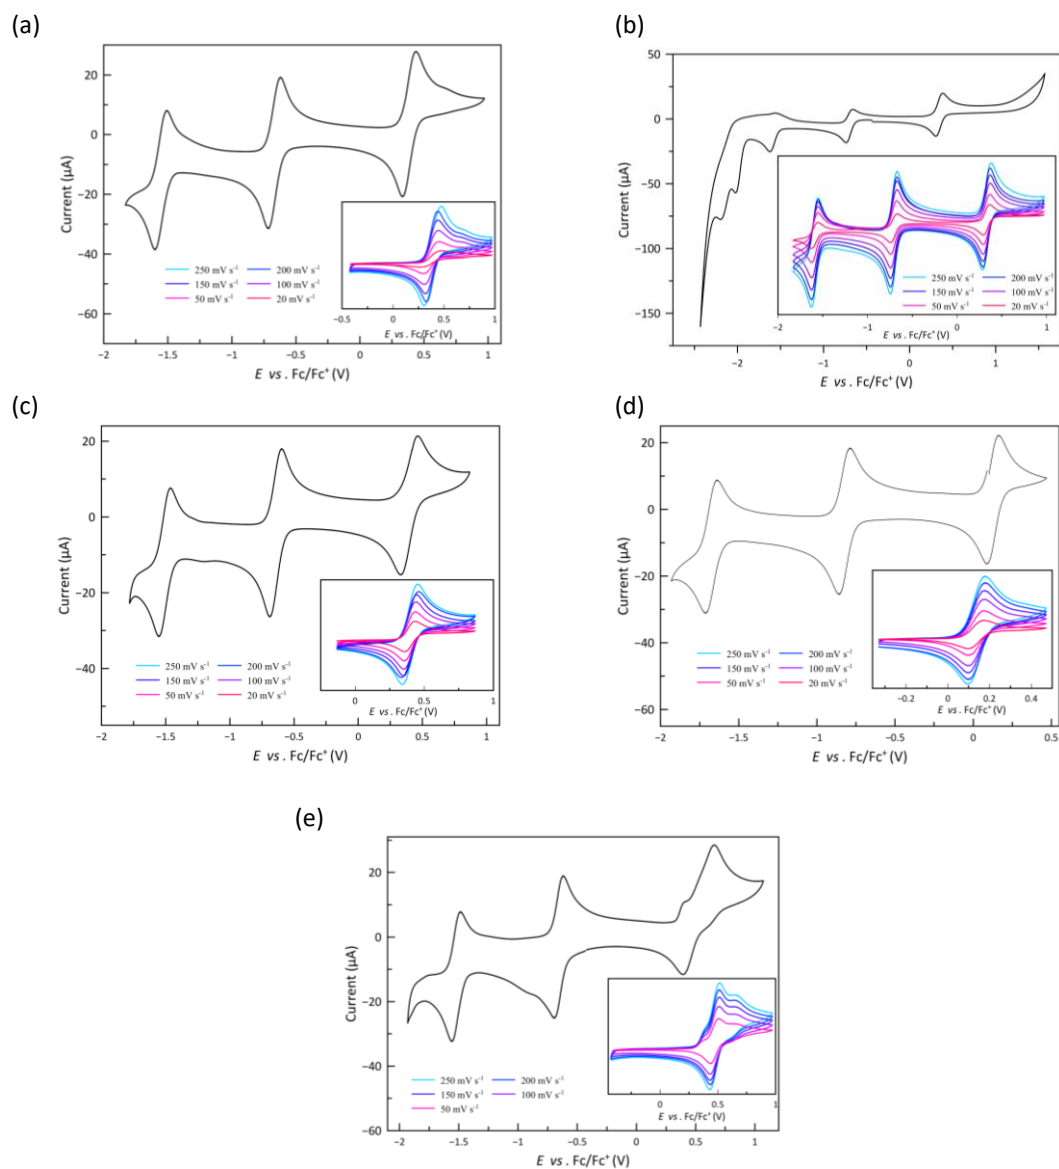 (a)
20
0
−20
−40
−60
Current (µA)
−2
−1.5
−1
−0.5
0
0.5
1
E vs . Fc/Fc⁺ (V)
250 mV s⁻¹
200 mV s⁻¹
150 mV s⁻¹
100 mV s⁻¹
50 mV s⁻¹
20 mV s⁻¹
−0.5
0
0.5
1
E vs . Fc/Fc⁺ (V)
(b)
50
0
−50
−100
−150
Current (µA)
−2
−1.5
−1
−0.5
0
0.5
1
1.5
E vs . Fc/Fc⁺ (V)
250 mV s⁻¹
200 mV s⁻¹
150 mV s⁻¹
100 mV s⁻¹
50 mV s⁻¹
20 mV s⁻¹
−2
−1
0
1
E vs . Fc/Fc⁺ (V)
(c)
20
0
−20
−40
Current (µA)
−2
−1.5
−1
−0.5
0
0.5
1
E vs . Fc/Fc⁺ (V)
250 mV s⁻¹
200 mV s⁻¹
150 mV s⁻¹
100 mV s⁻¹
50 mV s⁻¹
20 mV s⁻¹
0
0.5
1
E vs . Fc/Fc⁺ (V)
(d)
20
0
−20
−40
−60
Current (µA)
−2
−1.5
−1
−0.5
0
0.5
E vs . Fc/Fc⁺ (V)
250 mV s⁻¹
200 mV s⁻¹
150 mV s⁻¹
100 mV s⁻¹
50 mV s⁻¹
20 mV s⁻¹
−0.2
0
0.2
0.4
E vs . Fc/Fc⁺ (V)
(e)
20
0
−20
−40
−60
Current (µA)
−2
−1.5
−1
−0.5
0
0.5
1
E vs . Fc/Fc⁺ (V)
250 mV s⁻¹
200 mV s⁻¹
150 mV s⁻¹
100 mV s⁻¹
50 mV s⁻¹
0
0.5
1
E vs . Fc/Fc⁺ (V)